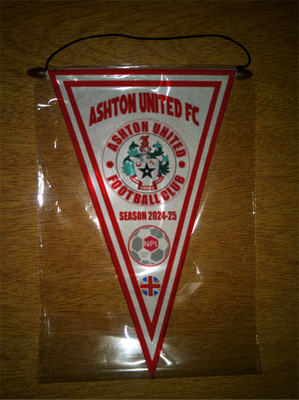 ASHTON UNITED FC
ASHTON UNITED
FOOTBALL CLUB
SEASON 2024-25
NPL